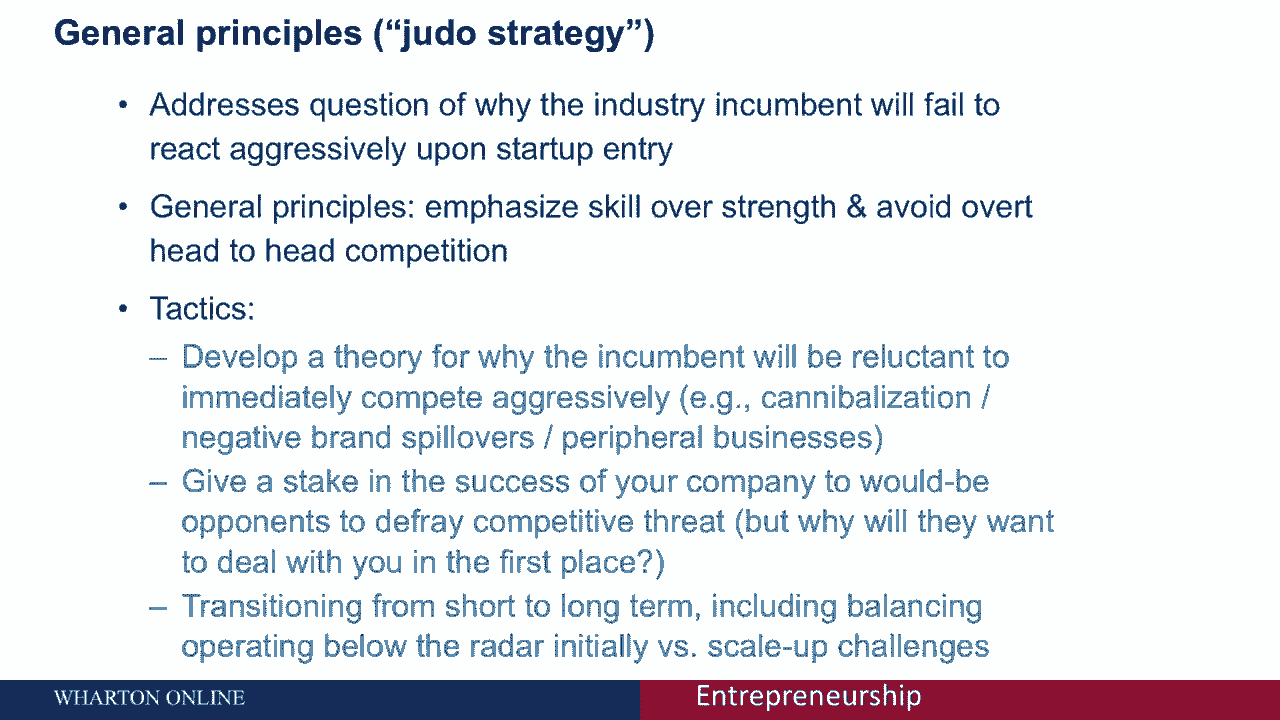 General principles (“judo strategy”)
• Addresses question of why the industry incumbent will fail to
react aggressively upon startup entry
• General principles: emphasize skill over strength & avoid overt
head to head competition
• Tactics:
– Develop a theory for why the incumbent will be reluctant to
immediately compete aggressively (e.g., cannibalization /
negative brand spillovers / peripheral businesses)
– Give a stake in the success of your company to would-be
opponents to defray competitive threat (but why will they want
to deal with you in the first place?)
– Transitioning from short to long term, including balancing
operating below the radar initially vs. scale-up challenges
WHARTON ONLINE
Entrepreneurship